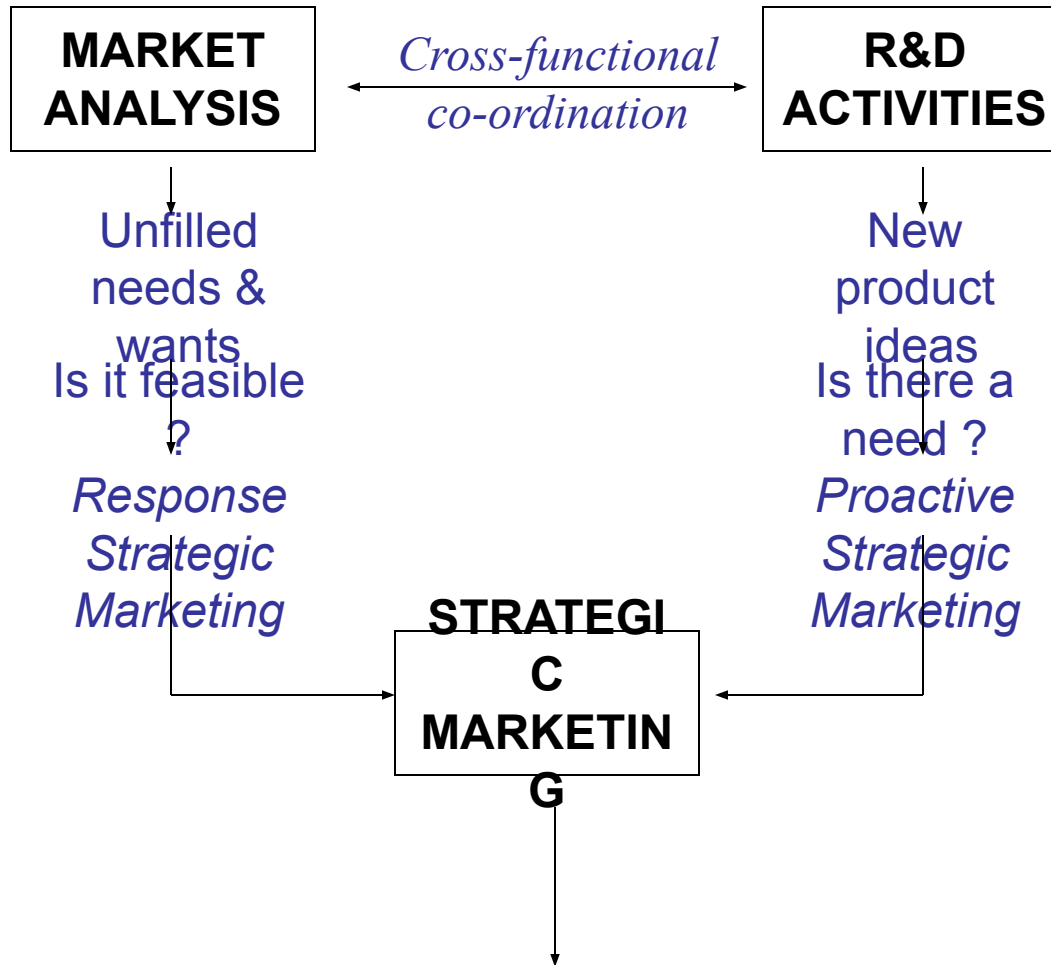 MARKET
ANALYSIS
Cross-functional
co-ordination
R&D
ACTIVITIES
Unfilled
needs &
wants
Is it feasible
?
Response
Strategic
Marketing
New
product
ideas
Is there a
need ?
Proactive
Strategic
Marketing
STRATEGI
C
MARKETIN
G